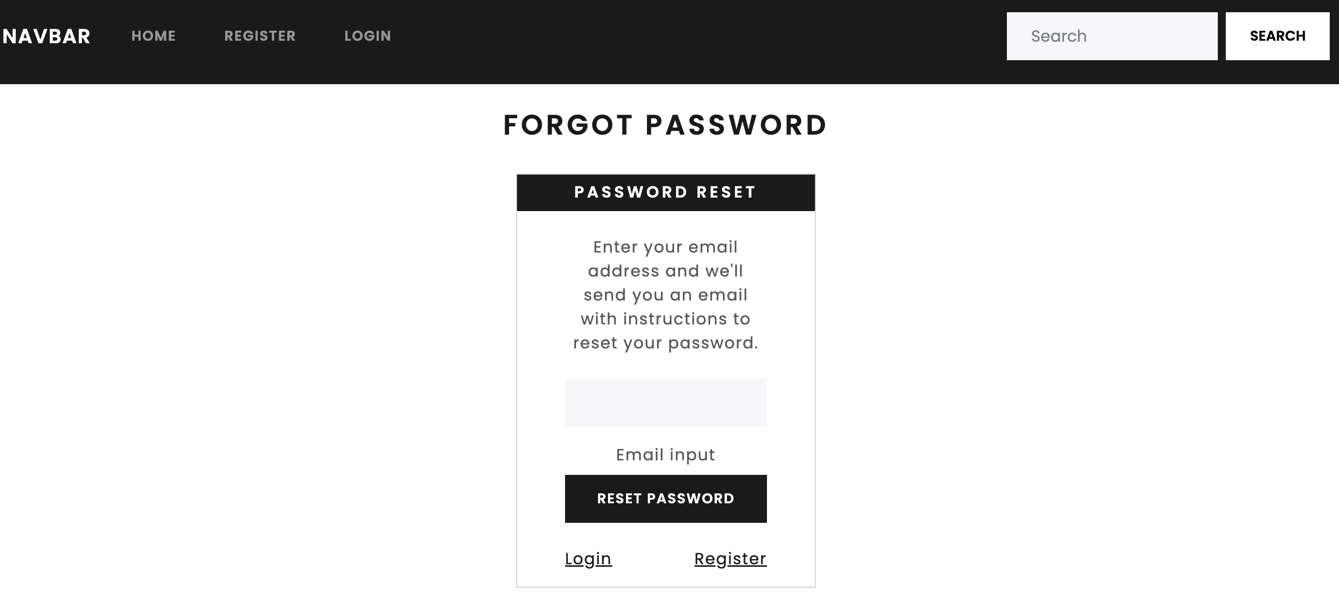 NAVBAR HOME REGISTER LOGIN Search SEARCH
FORGOT PASSWORD
PASSWORD RESET
Enter your email
address and we'll
send you an email
with instructions to
reset your password.
Email input
RESET PASSWORD
Login Register